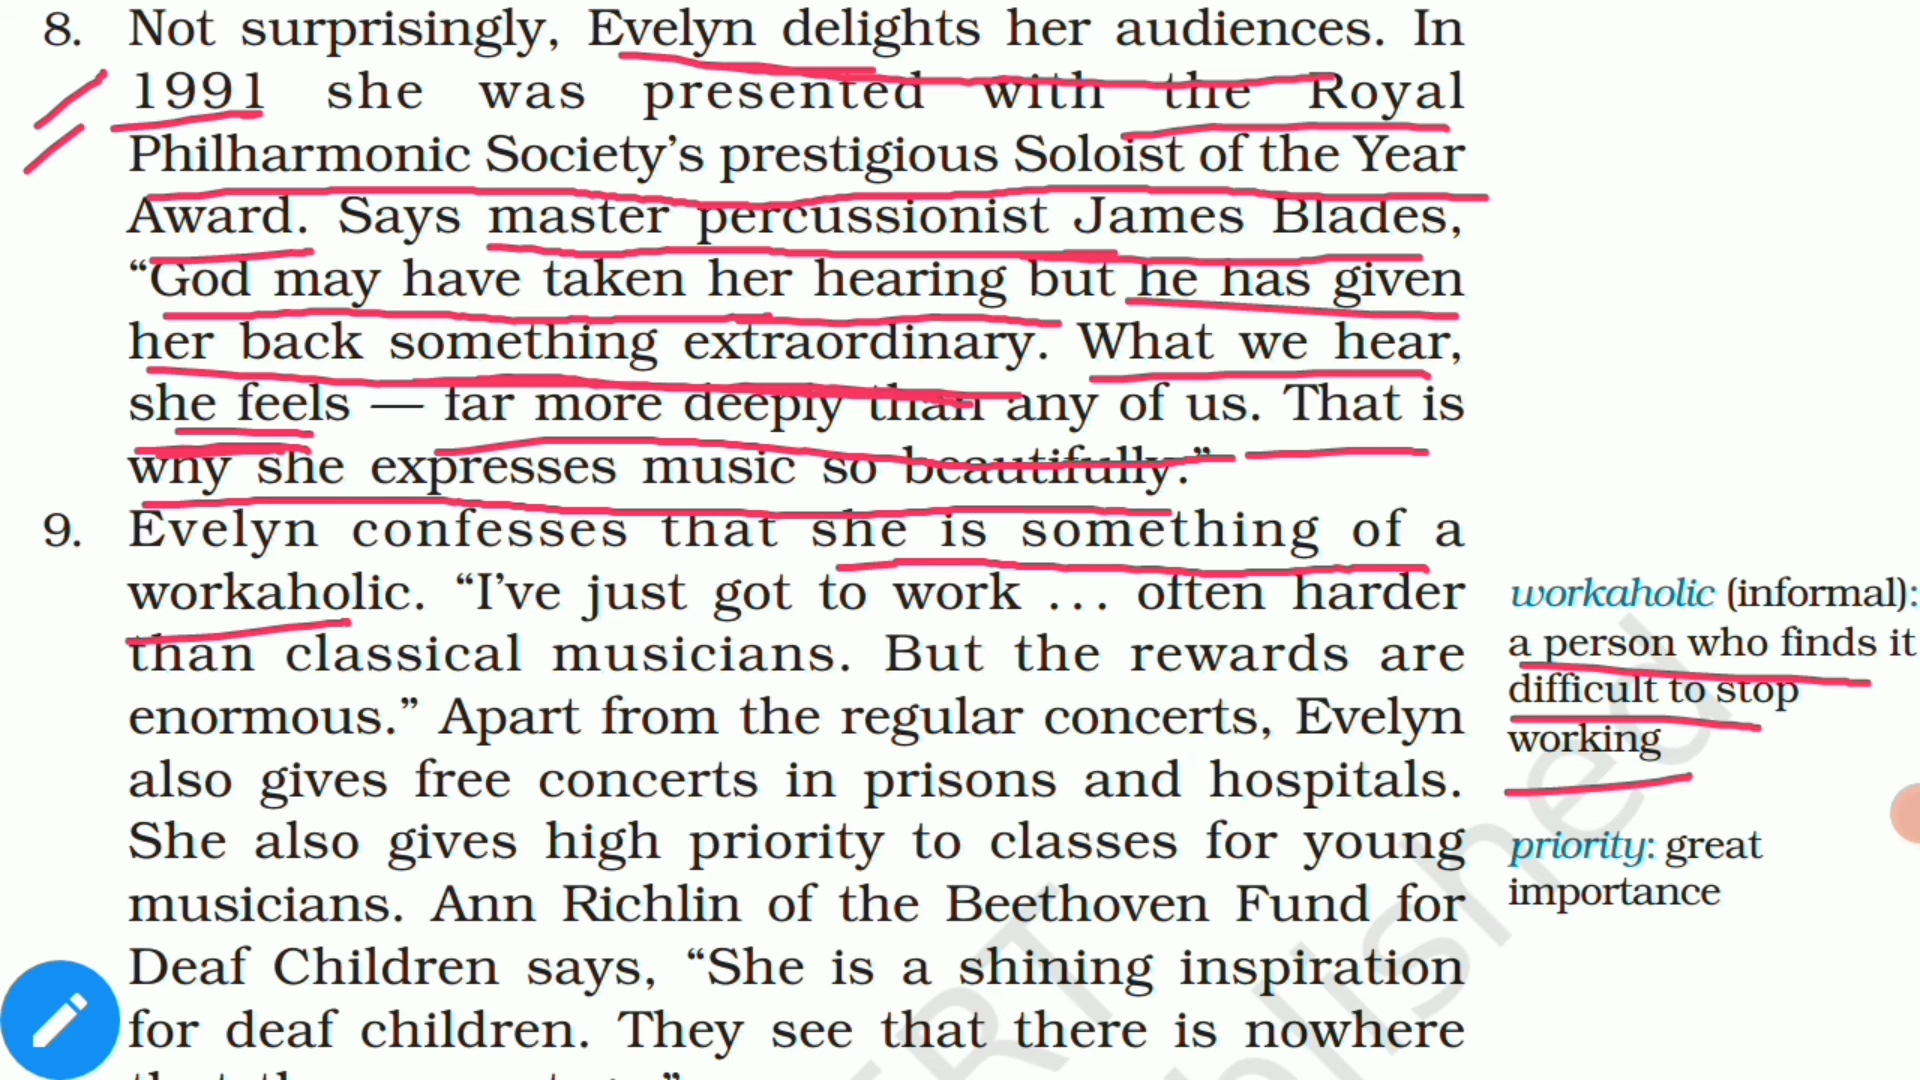 8. Not surprisingly, Evelyn delights her audiences. In
1991 she was presented with the Royal
Philharmonic Society’s prestigious Soloist of the Year
Award. Says master percussionist James Blades,
“God may have taken her hearing but he has given
her back something extraordinary. What we hear,
she feels — far more deeply than any of us. That is
why she expresses music so beautifully.”
9. Evelyn confesses that she is something of a
workaholic. “I’ve just got to work ... often harder
than classical musicians. But the rewards are
enormous.” Apart from the regular concerts, Evelyn
also gives free concerts in prisons and hospitals.
She also gives high priority to classes for young
musicians. Ann Richlin of the Beethoven Fund for
Deaf Children says, “She is a shining inspiration
for deaf children. They see that there is nowhere
workaholic (informal):
a person who finds it
difficult to stop
working
priority: great
importance